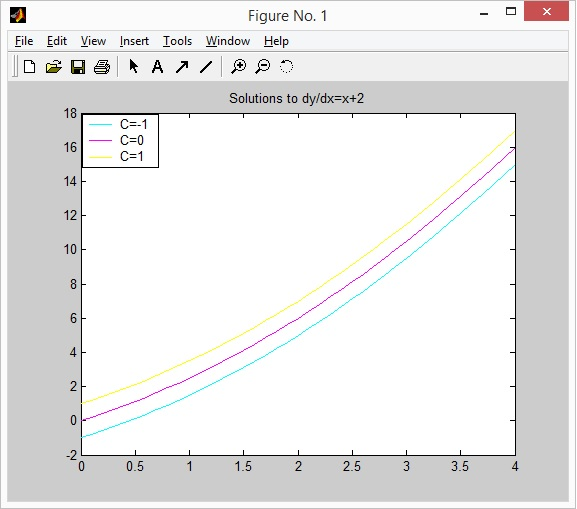 Figure No. 1
File Edit View Insert Tools Window Help
A
Solutions to dy/dx=x+2
18
16
14
12
10
8
6
4
2
0
-2
C=-1
C=0
C=1
0 0.5 1 1.5 2 2.5 3 3.5 4